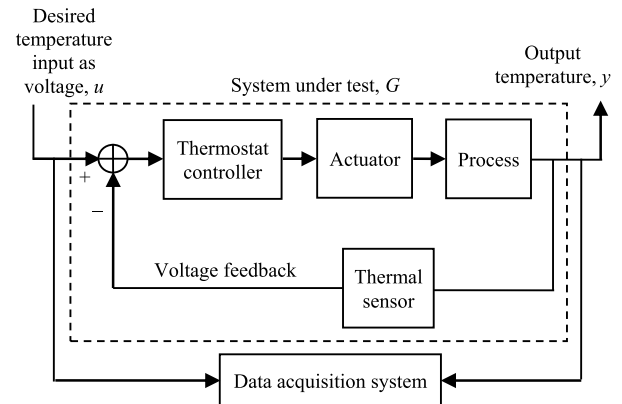 Desired
temperature
input as
voltage, u
System under test, G
Output
temperature, y
Thermostat
controller
Actuator
Process
+
–
Voltage feedback
Thermal
sensor
Data acquisition system